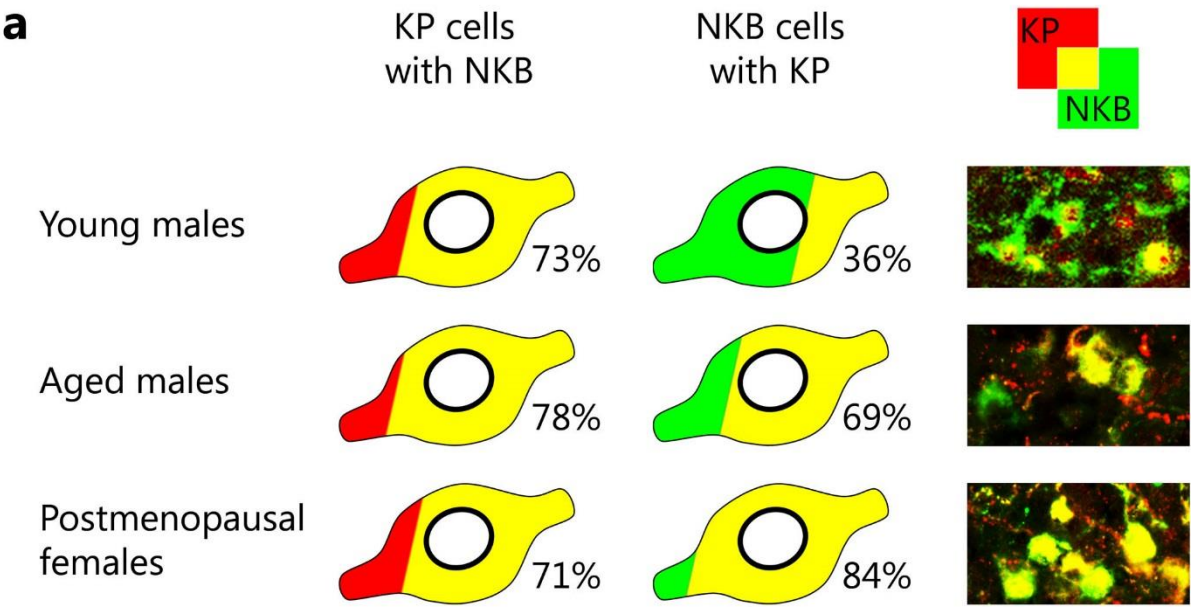 a
KP cells
with NKB
NKB cells
with KP
KP
NKB
Young males
73%
36%
Aged males
78%
69%
Postmenopausal
females
71%
84%